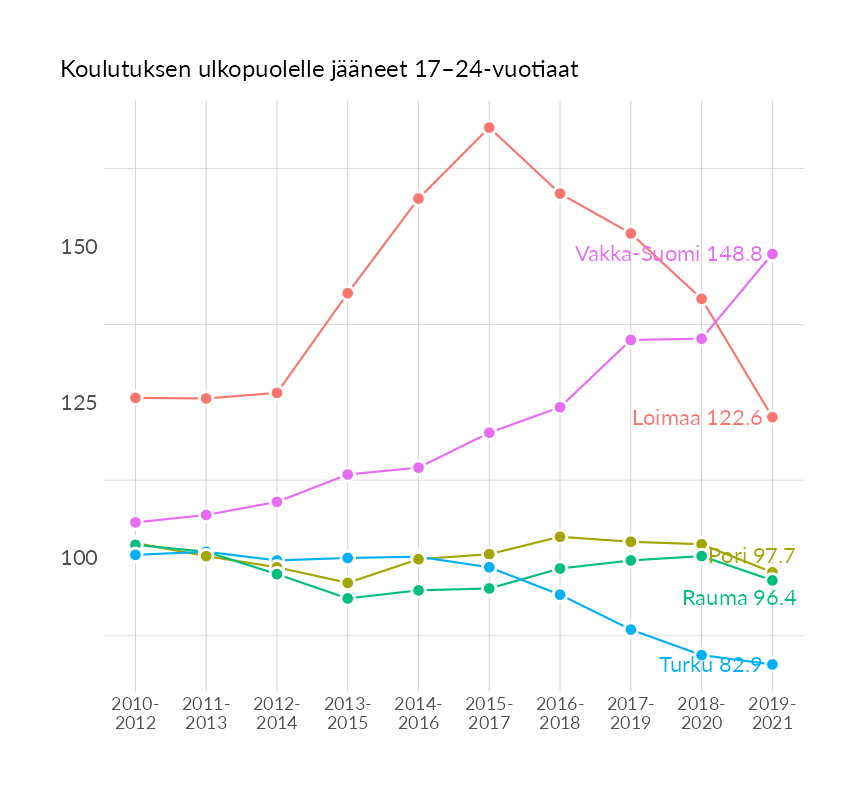 Koulutuksen ulkopuolelle jääneet 17–24-vuotiaat
150
Vakka-Suomi 148.8
125
Loimaa 122.6
100
Pori 97.7
Rauma 96.4
Turku 82.9
2010- 2011- 2012- 2013- 2014- 2015- 2016- 2017- 2018- 2019-
2012 2013 2014 2015 2016 2017 2018 2019 2020 2021